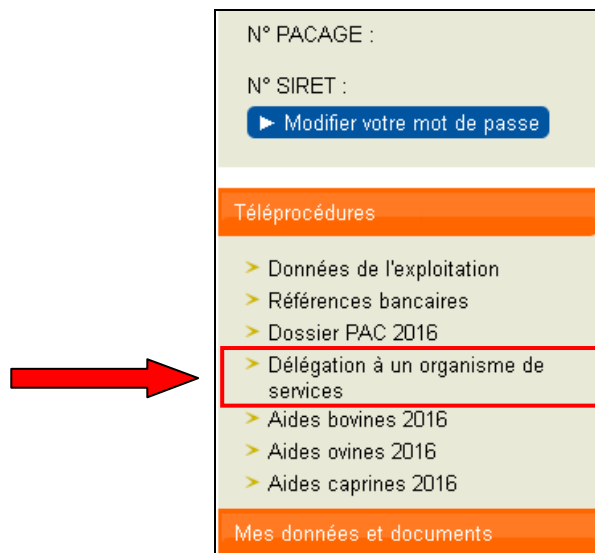 N° PACAGE :
N° SIRET :
► Modifier votre mot de passe
Téléprocédures
> Données de l'exploitation
> Références bancaires
> Dossier PAC 2016
> Délégation à un organisme de
services
> Aides bovines 2016
> Aides ovines 2016
> Aides caprines 2016
Mes données et documents